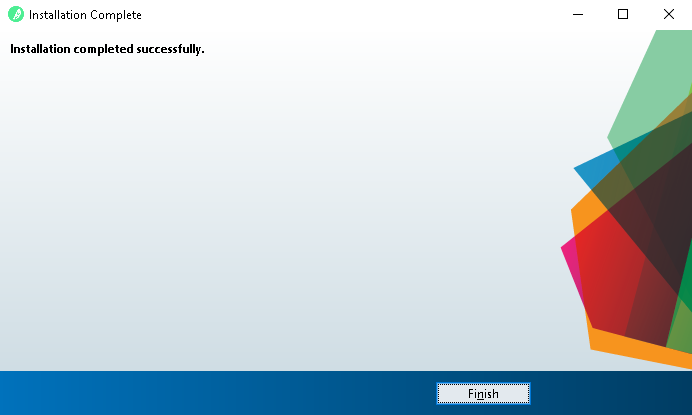 Installation Complete
Installation completed successfully.
Finish